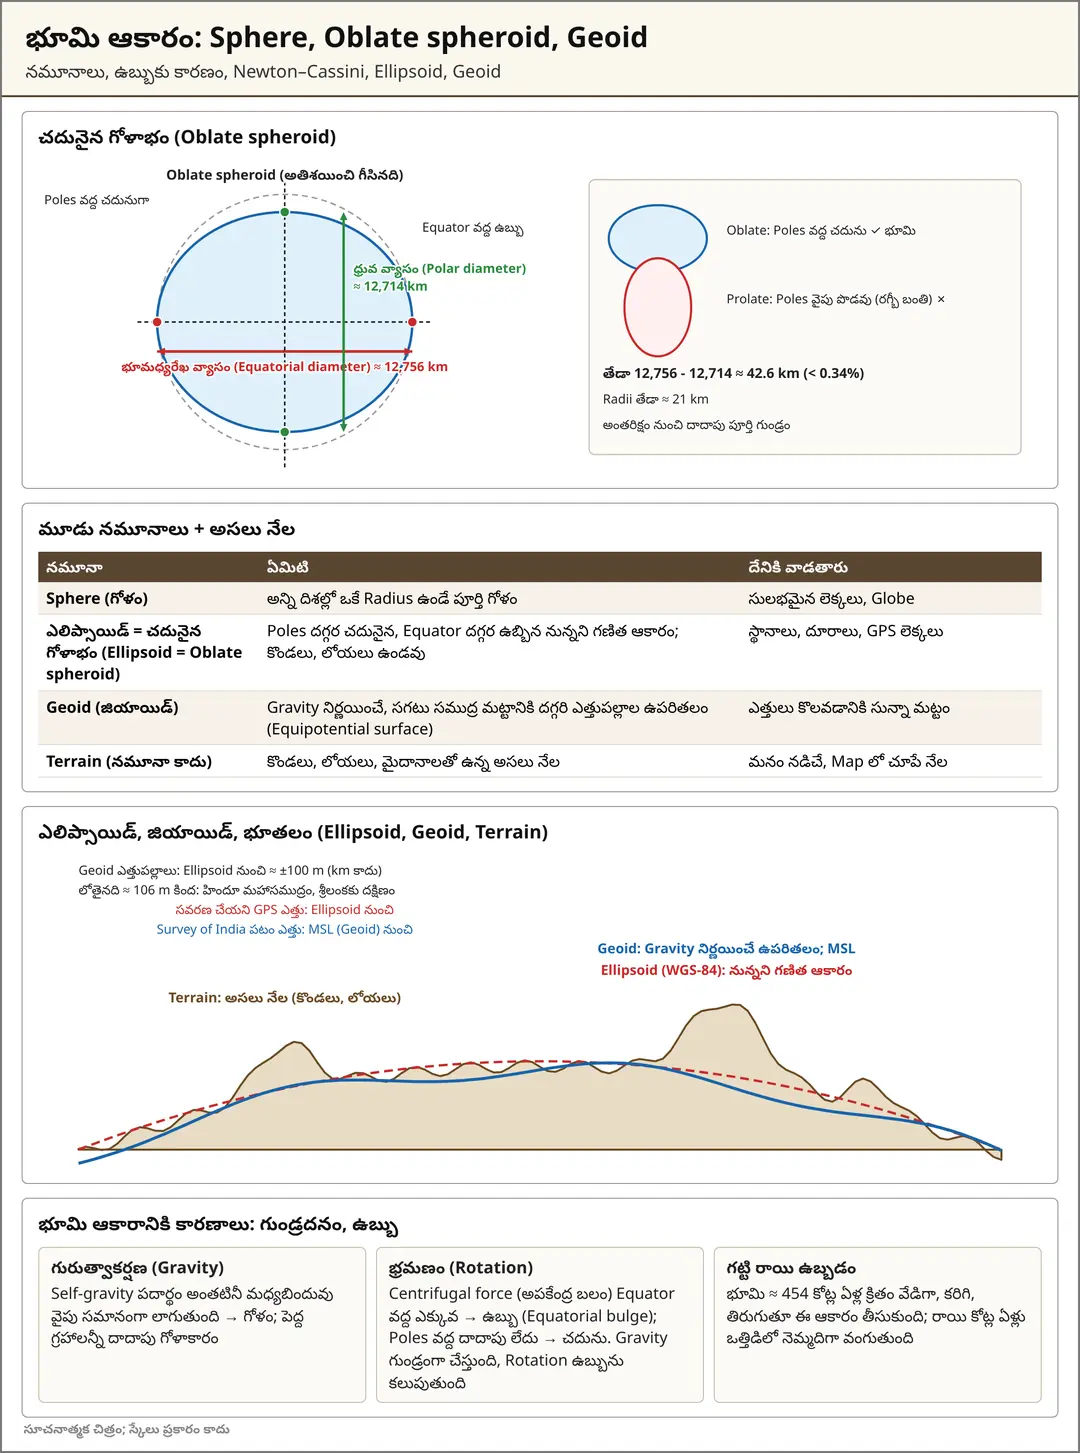 భూమి ఆకారం: Sphere, Oblate spheroid, Geoid
నమూనాలు, ఉబ్బుకు కారణం, Newton–Cassini, Ellipsoid, Geoid
చదునైన గోళాభం (Oblate spheroid)
Oblate spheroid (అతిశయించి గీసినది)
Poles వద్ద చదునుగా
Equator వద్ద ఉబ్బు
ధ్రువ వ్యాసం (Polar diameter)
≈ 12,714 km
భూమధ్యరేఖ వ్యాసం (Equatorial diameter) ≈ 12,756 km
Oblate: Poles వద్ద చదును ✓ భూమి
Prolate: Poles వైపు పొడవు (రగ్బీ బంతి) ×
తేడా 12,756 - 12,714 ≈ 42.6 km (< 0.34%)
Radii తేడా ≈ 21 km
అంతరిక్షం నుంచి దాదాపు పూర్తి గుండ్రం
మూడు నమూనాలు + అసలు నేల
నమూనా ఏమిటి దేనికి వాడతారు
Sphere (గోళం) అన్ని దిశల్లో ఒకే Radius ఉండే పూర్తి గోళం సులభమైన లెక్కలు, Globe
ఎలిప్సాయిడ్ = చదునైన Poles దగ్గర చదునైన, Equator దగ్గర ఉబ్బిన నున్నని గణిత ఆకారం; స్థానాలు, దూరాలు, GPS లెక్కలు
గోళాభం (Ellipsoid = Oblate కొండలు, లోయలు ఉండవు
spheroid)
Geoid (జియాయిడ్) Gravity నిర్ణయించే, సగటు సముద్ర మట్టానికి దగ్గరి ఎత్తుపల్లాల ఉపరితలం ఎత్తులు కొలవడానికి సున్నా మట్టం
(Equipotential surface)
Terrain (నమూనా కాదు) కొండలు, లోయలు, మైదానాలతో ఉన్న అసలు నేల మనం నడిచే, Map లో చూపే నేల
ఎలిప్సాయిడ్, జియాయిడ్, భూతలం (Ellipsoid, Geoid, Terrain)
Geoid ఎత్తుపల్లాలు: Ellipsoid నుంచి ≈ ±100 m (km కాదు)
లోతైనది ≈ 106 m కింద: హిందూ మహాసముద్రం, శ్రీలంకకు దక్షిణం
సవరణ చేయని GPS ఎత్తు: Ellipsoid నుంచి
Survey of India పటం ఎత్తు: MSL (Geoid) నుంచి
Geoid: Gravity నిర్ణయించే ఉపరితలం; MSL
Ellipsoid (WGS-84): నున్నని గణిత ఆకారం
Terrain: అసలు నేల (కొండలు, లోయలు)
భూమి ఆకారానికి కారణాలు: గుండ్రదనం, ఉబ్బు
గురుత్వాకర్షణ (Gravity)
Self-gravity పదార్థం అంతటినీ మధ్యబిందువు
వైపు సమానంగా లాగుతుంది → గోళం; పెద్ద
గ్రహాలన్నీ దాదాపు గోళాకారం
భ్రమణం (Rotation)
Centrifugal force (అపకేంద్ర బలం) Equator
వద్ద ఎక్కువ → ఉబ్బు (Equatorial bulge);
Poles వద్ద దాదాపు లేదు → చదును. Gravity
గుండ్రంగా చేస్తుంది, Rotation ఉబ్బును
కలుపుతుంది
గట్టి రాయి ఉబ్బడం
భూమి ≈ 454 కోట్ల ఏళ్ల క్రితం వేడిగా, కరిగి,
తిరుగుతూ ఈ ఆకారం తీసుకుంది; రాయి కోట్ల ఏళ్లు
ఒత్తిడిలో నెమ్మదిగా వంగుతుంది
సూచనాత్మక చిత్రం; స్కేలు ప్రకారం కాదు